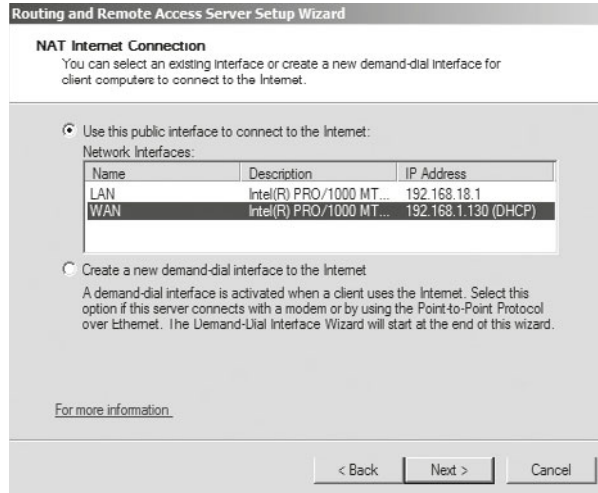 Routing and Remote Access Server Setup Wizard
NAT Internet Connection
You can select an existing interface or create a new demand-dial interface for
client computers to connect to the Internet.
Use this public interface to connect to the Internet:
Network Interfaces:
Name Description IP Address
LAN Intel(R) PRO/1000 MT... 192.168.18.1
WAN Intel(R) PRO/1000 MT... 192.168.1.130 (DHCP)
Create a new demand-dial interface to the Internet
A demand-dial interface is activated when a client uses the Internet. Select this
option if this server connects with a modem or by using the Point-to-Point Protocol
over Ethernet. The Demand-Dial Interface Wizard will start at the end of this wizard.
For more information
< Back Next > Cancel